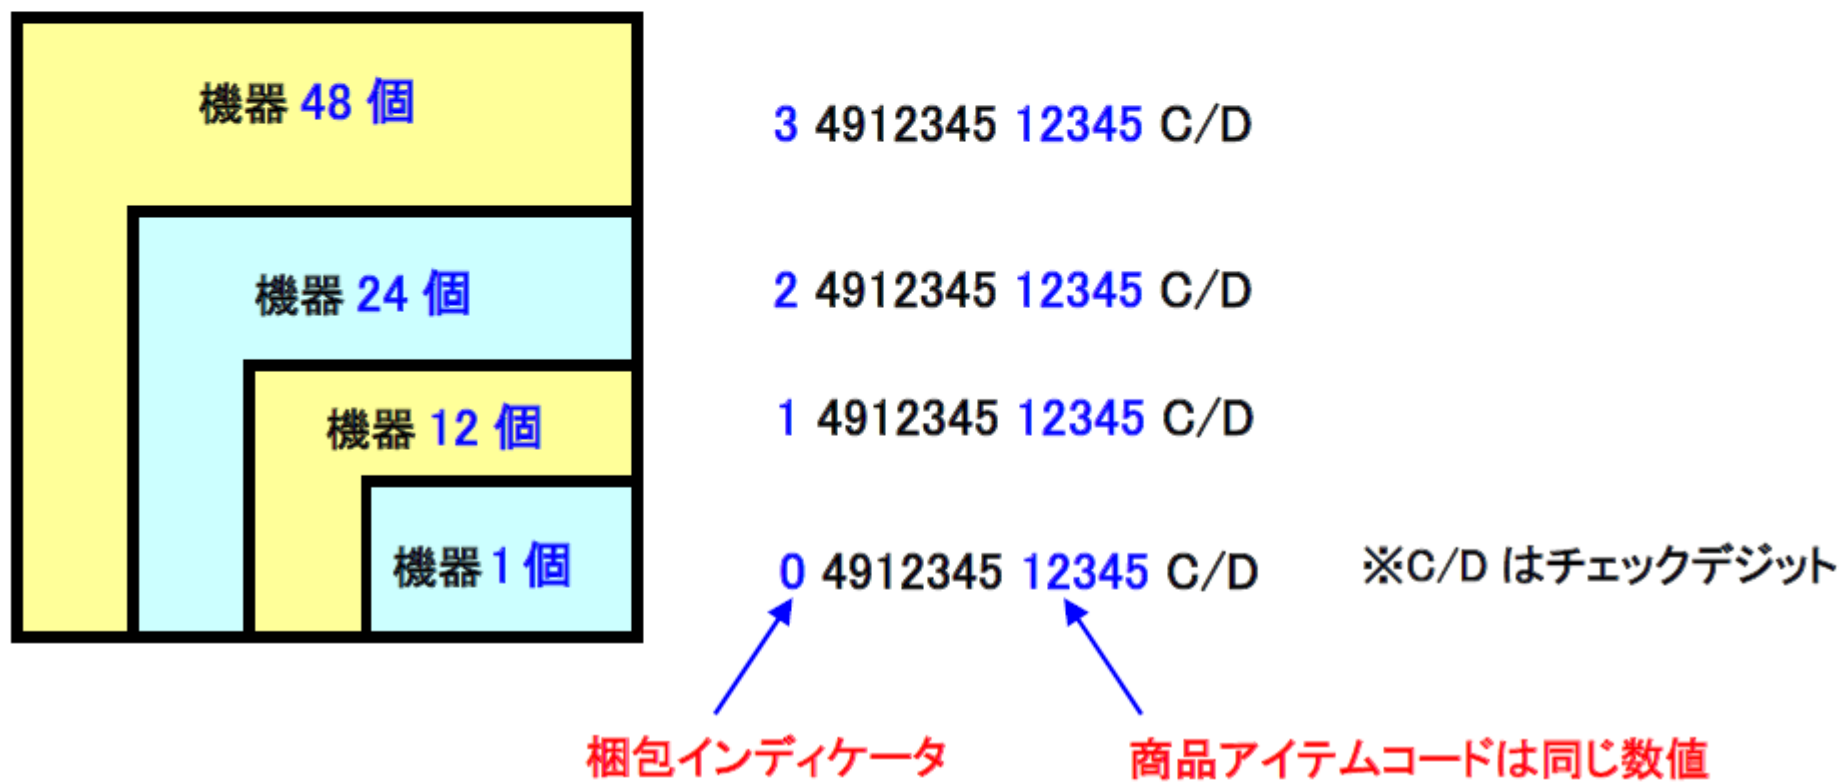 機器 48 個
3 4912345 12345 C/D
機器 24 個
2 4912345 12345 C/D
機器 12 個
1 4912345 12345 C/D
機器 1 個
0 4912345 12345 C/D
※C/D はチェックデジット
梱包インディケータ
商品アイテムコードは同じ数値